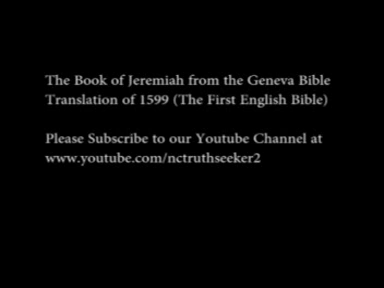 The Book of Jeremiah from the Geneva Bible
Translation of 1599 (The First English Bible)
Please Subscribe to our Youtube Channel at
www.youtube.com/nctruthseeker2